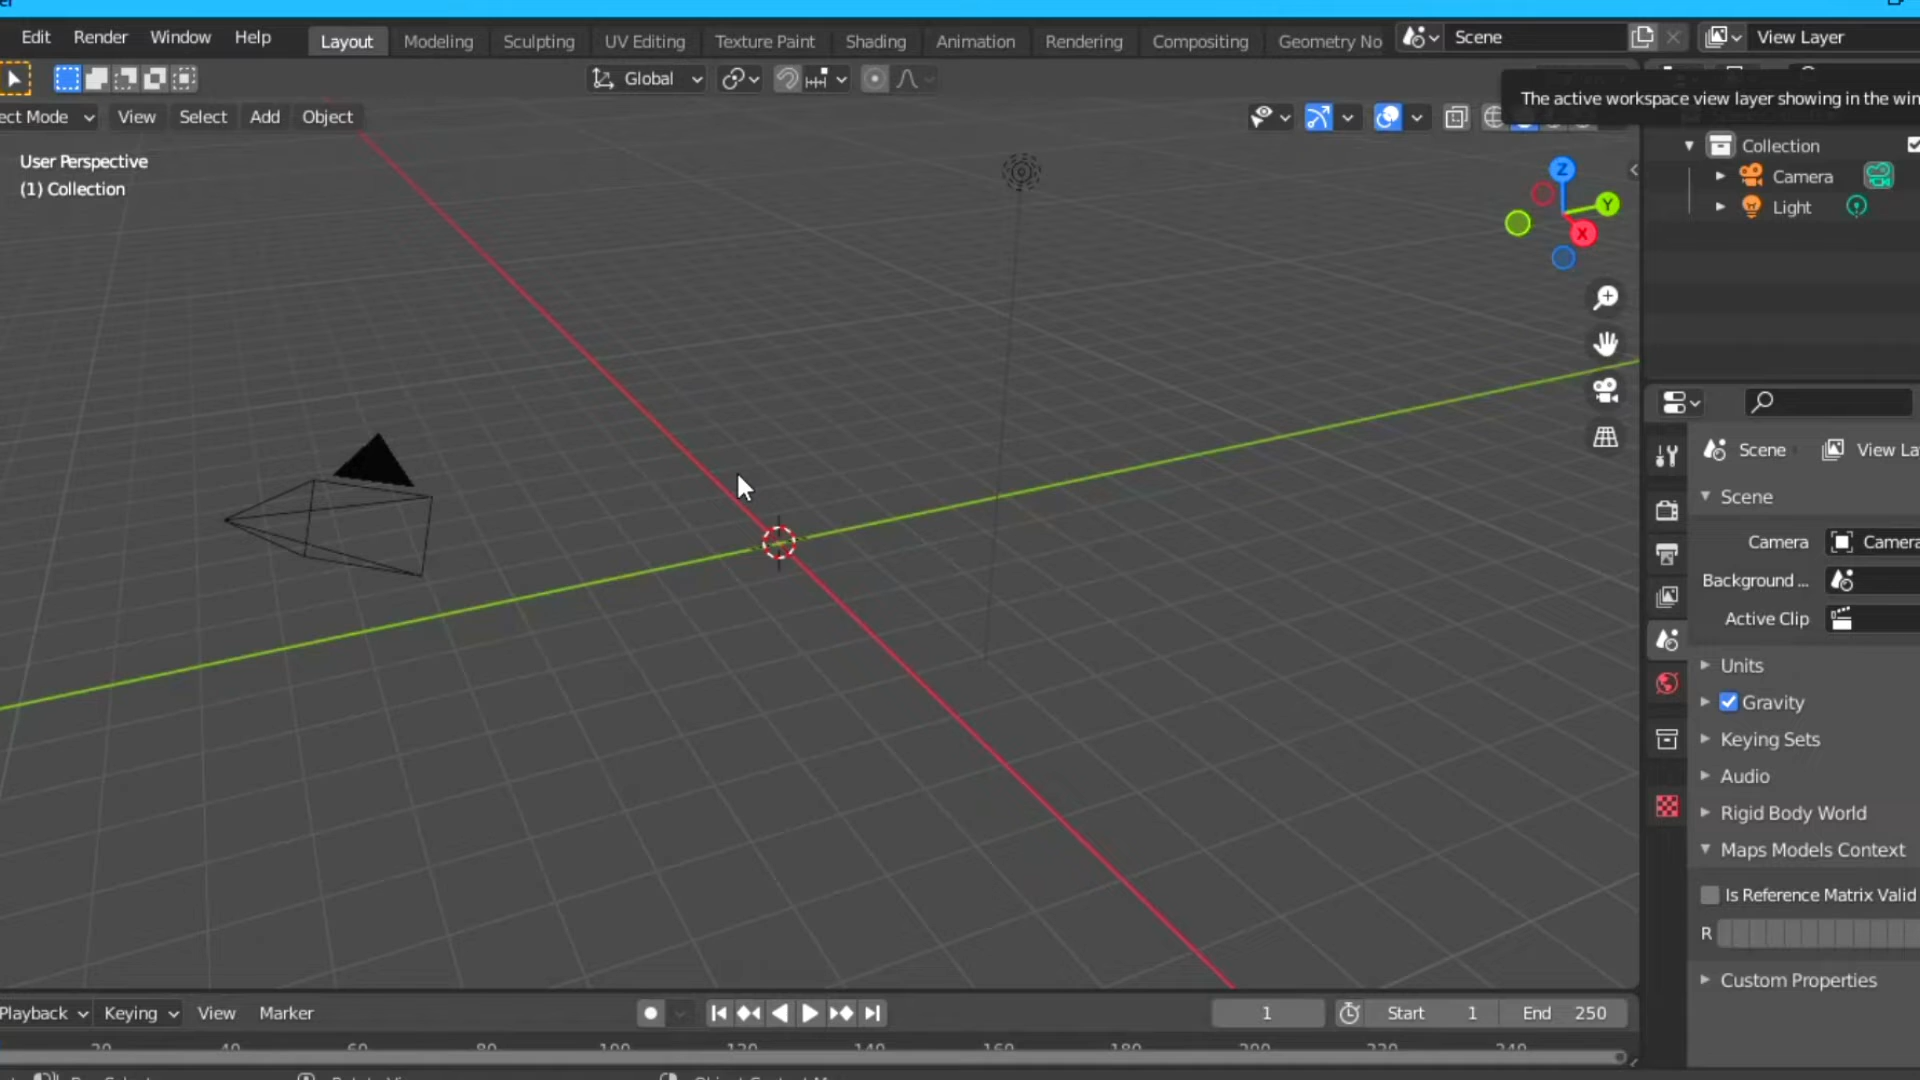 Edit Render Window Help Layout Modeling Sculpting UV Editing Texture Paint Shading Animation Rendering Compositing Geometry No Scene View Layer
Global
The active workspace view layer showing in the win
ect Mode View Select Add Object
User Perspective
(1) Collection
Z
Y
X
Collection
Camera
Light
Scene View La
Scene
Camera Camera
Background ...
Active Clip
Units
Gravity
Keying Sets
Audio
Rigid Body World
Maps Models Context
Is Reference Matrix Valid
R
Custom Properties
Playback Keying View Marker 1 Start 1 End 250